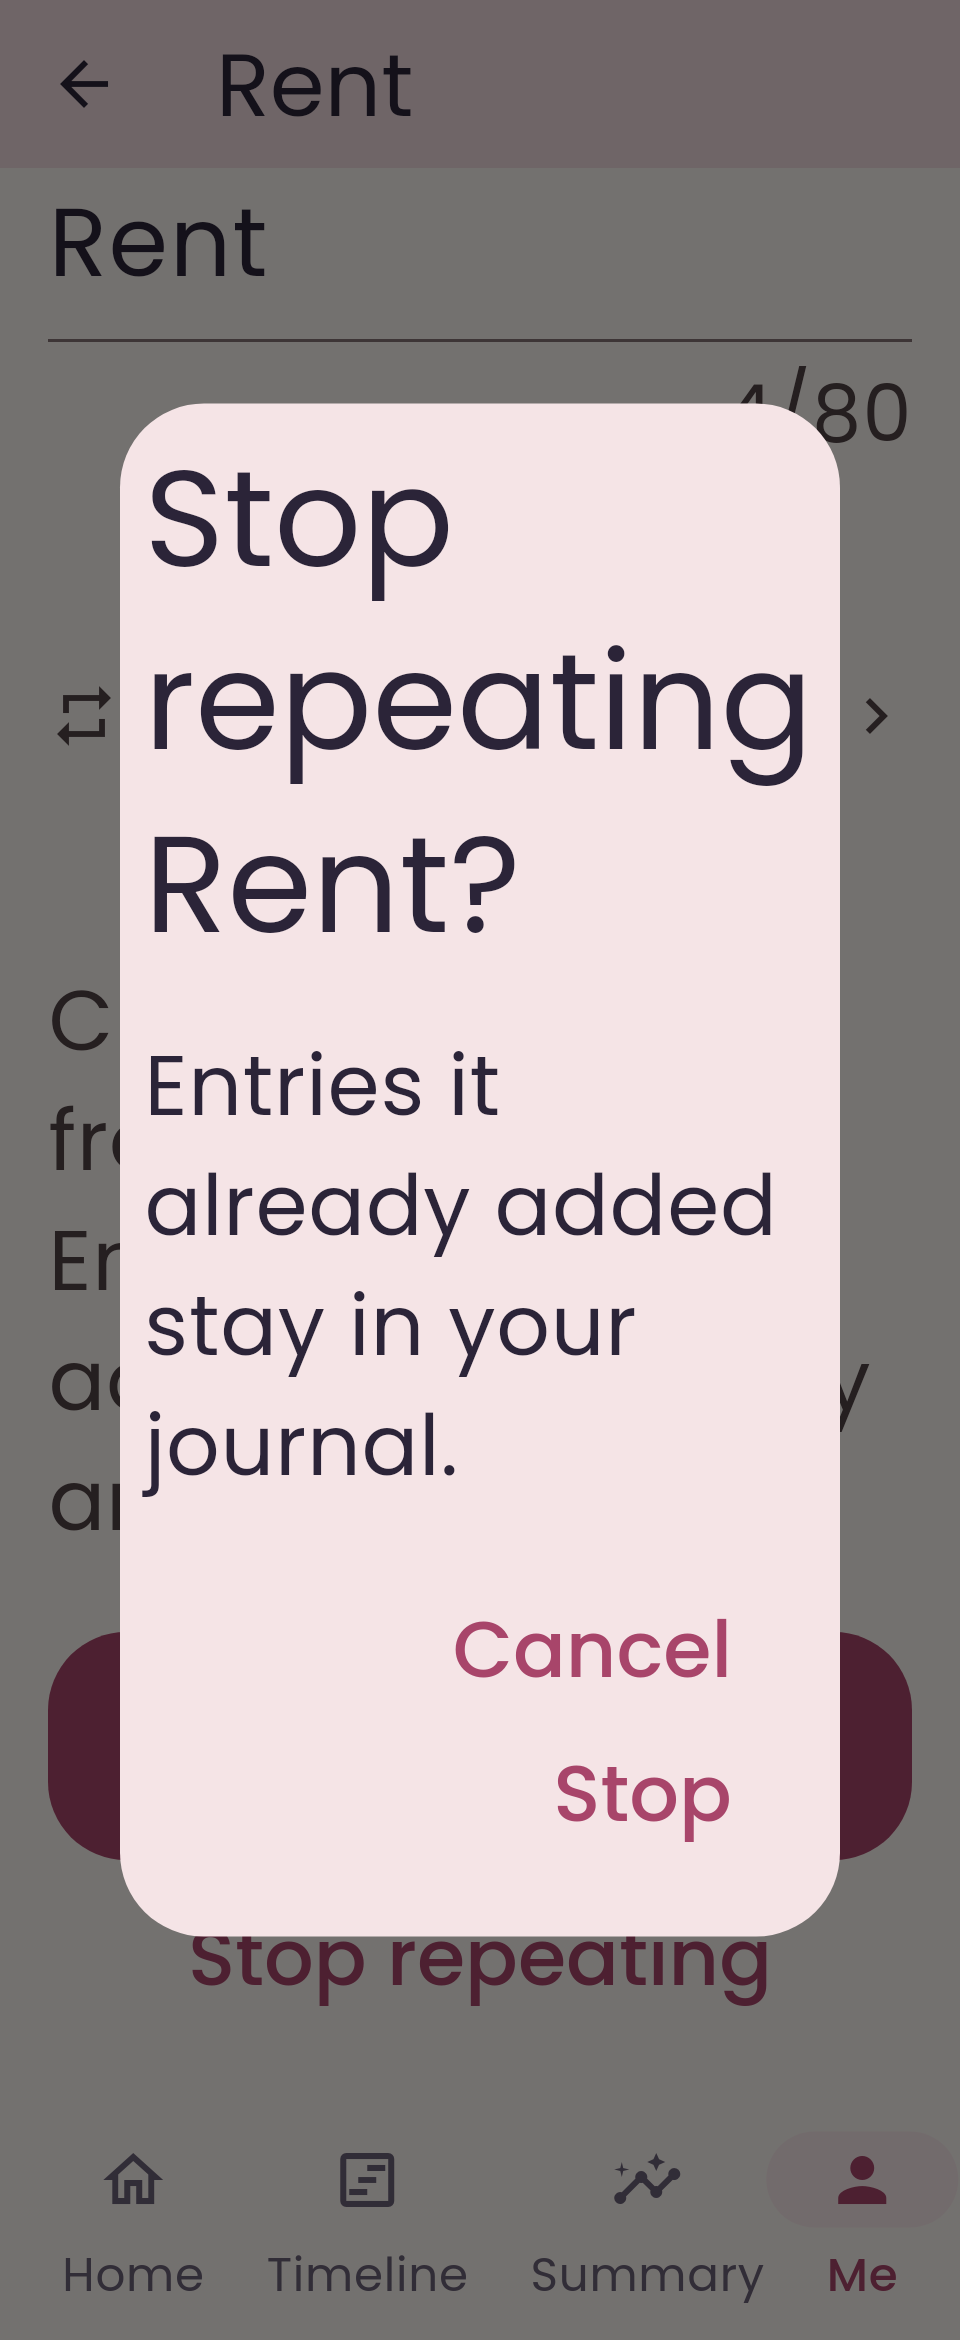 Rent
Rent
/80
Stop
repeating
Rent?
Entries it
already added
stay in your
journal.
Cancel
Stop
Stop repeating
Home
Timeline
Summary
Me